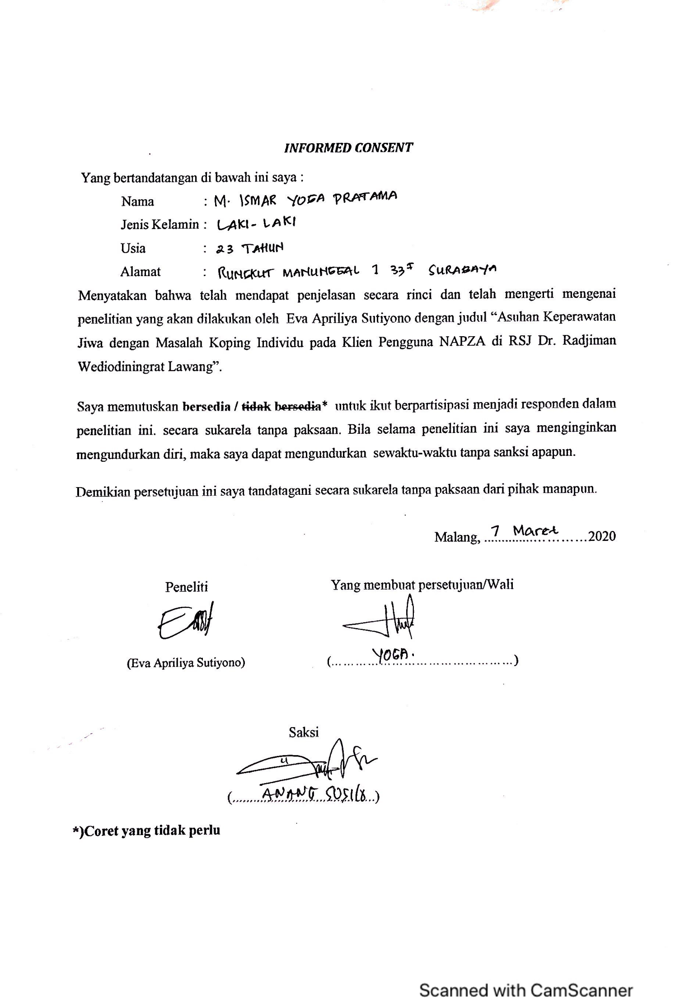 INFORMED CONSENT
Yang bertandatangan di bawah ini saya :
Nama : M. ISMAR YOGA PRATAMA
Jenis Kelamin : LAKI-LAKI
Usia : 23 TAHUN
Alamat : RUNGKUT MANUNGGAL 1 SURABAYA
Menyatakan bahwa telah mendapat penjelasan secara rinci dan telah mengerti mengenai
penelitian yang akan dilakukan oleh Eva Apriliya Sutiyono dengan judul “Asuhan Keperawatan
Jiwa dengan Masalah Koping Individu pada Klien Pengguna NAPZA di RSJ Dr. Radjiman
Wediodiningrat Lawang”.
Saya memutuskan bersedia / tidak bersedia* untuk ikut berpartisipasi menjadi responden dalam
penelitian ini. secara sukarela tanpa paksaan. Bila selama penelitian ini saya menginginkan
mengundurkan diri, maka saya dapat mengundurkan sewaktu-waktu tanpa sanksi apapun.
Demikian persetujuan ini saya tandatagani secara sukarela tanpa paksaan dari pihak manapun.
Malang, 7 Maret 2020
Peneliti Yang membuat persetujuan/Wali
(Eva Apriliya Sutiyono) (YOGA.)
Saksi
(ANANG SUSILO)
*)Coret yang tidak perlu
Scanned with CamScanner